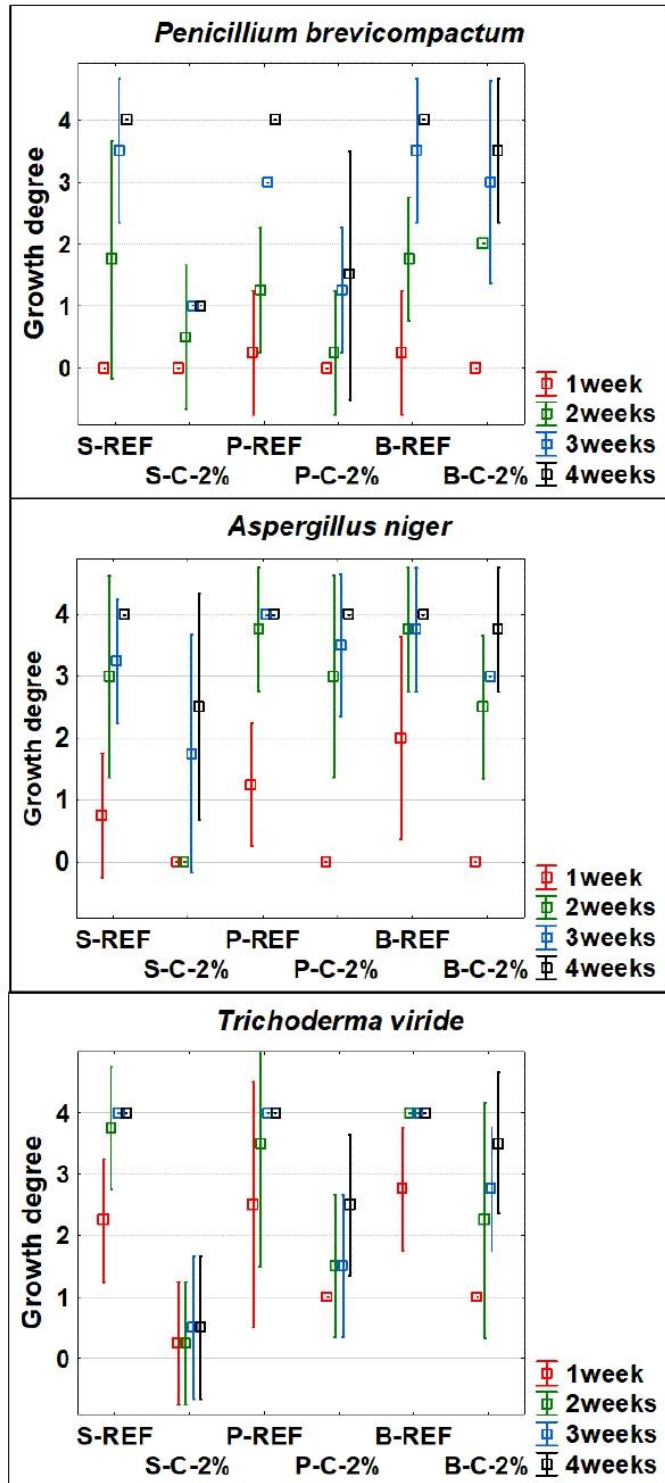 Penicillium brevicompactum
Growth degree
4
3
2
1
0
S-REF
P-REF
B-REF
S-C-2%
P-C-2%
B-C-2%
1week
2weeks
3weeks
4weeks
Aspergillus niger
Growth degree
4
3
2
1
0
S-REF
P-REF
B-REF
S-C-2%
P-C-2%
B-C-2%
1week
2weeks
3weeks
4weeks
Trichoderma viride
Growth degree
4
3
2
1
0
S-REF
P-REF
B-REF
S-C-2%
P-C-2%
B-C-2%
1week
2weeks
3weeks
4weeks